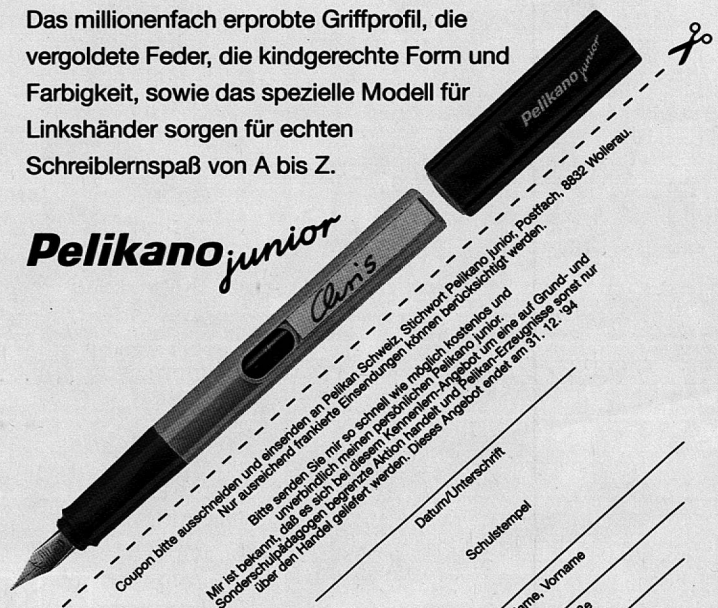 Das millionenfach erprobte Griffprofil, die
vergoldete Feder, die kindgerechte Form und
Farbigkeit, sowie das spezielle Modell für
Linkshänder sorgen für echten
Schreiblernspaß von A bis Z.
Pelikano junior
Pelikano junior
Chris
Coupon bitte ausschneiden und einsenden an Pelikan Schweiz, Stichwort Pelikano junior, Postfach, 8832 Wollerau.
Nur ausreichend frankierte Einsendungen können berücksichtigt werden.
Bitte senden Sie mir so schnell wie möglich kostenlos und
unverbindlich meinen persönlichen Pelikano junior.
Mir ist bekannt, daß es sich bei diesem Kennenlern-Angebot um eine auf Grund- und
Sonderschulpädagogen begrenzte Aktion handelt und Pelikan-Erzeugnisse sonst nur
über den Handel geliefert werden. Dieses Angebot endet am 31. 12. '94
Datum/Unterschrift
Schulstempel
Vorname